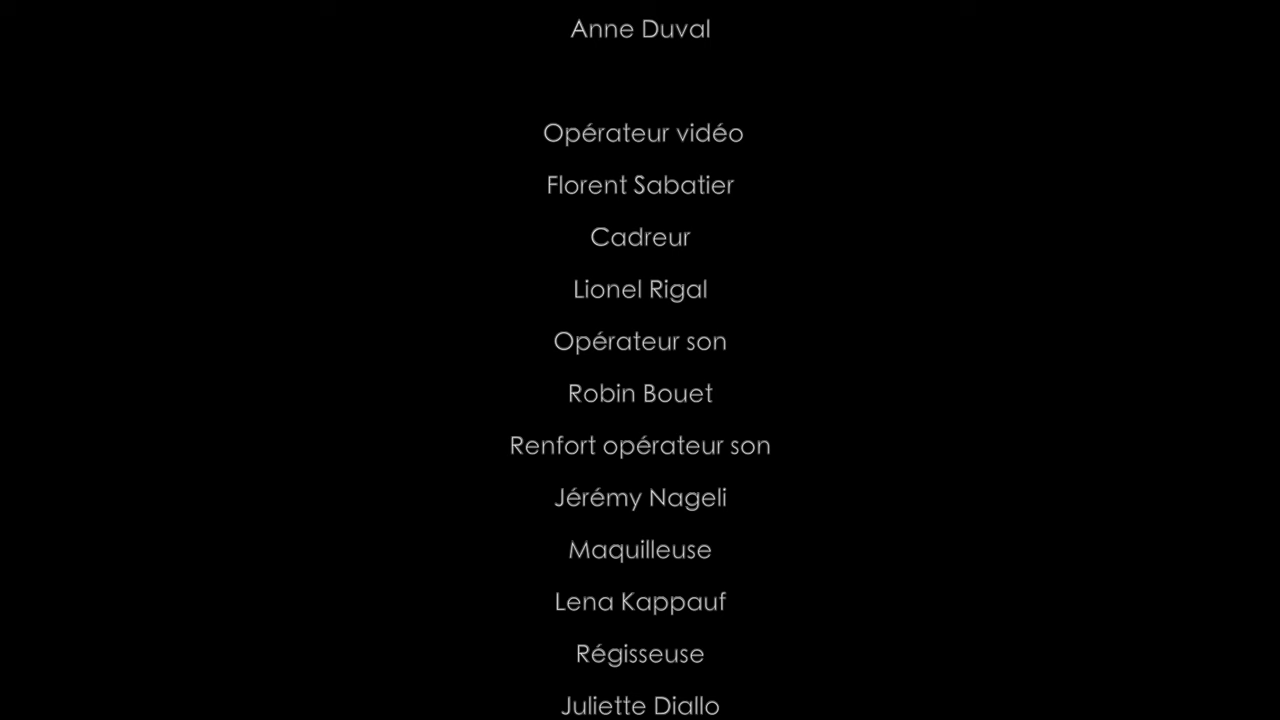 Anne Duval
Opérateur vidéo
Florent Sabatier
Cadreur
Lionel Rigal
Opérateur son
Robin Bouet
Renfort opérateur son
Jérémy Nageli
Maquilleuse
Lena Kappauf
Régisseuse
Juliette Diallo